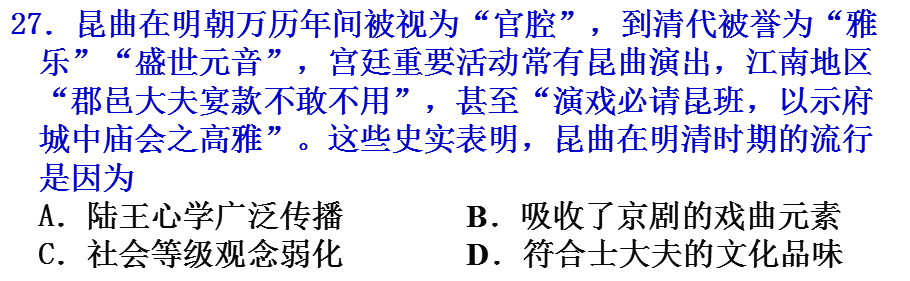 27．昆曲在明朝万历年间被视为“官腔”，到清代被誉为“雅
乐”“盛世元音”，宫廷重要活动常有昆曲演出，江南地区
“郡邑大夫宴款不敢不用”，甚至“演戏必请昆班，以示府
城中庙会之高雅”。这些史实表明，昆曲在明清时期的流行
是因为
A．陆王心学广泛传播 B．吸收了京剧的戏曲元素
C．社会等级观念弱化 D．符合士大夫的文化品味